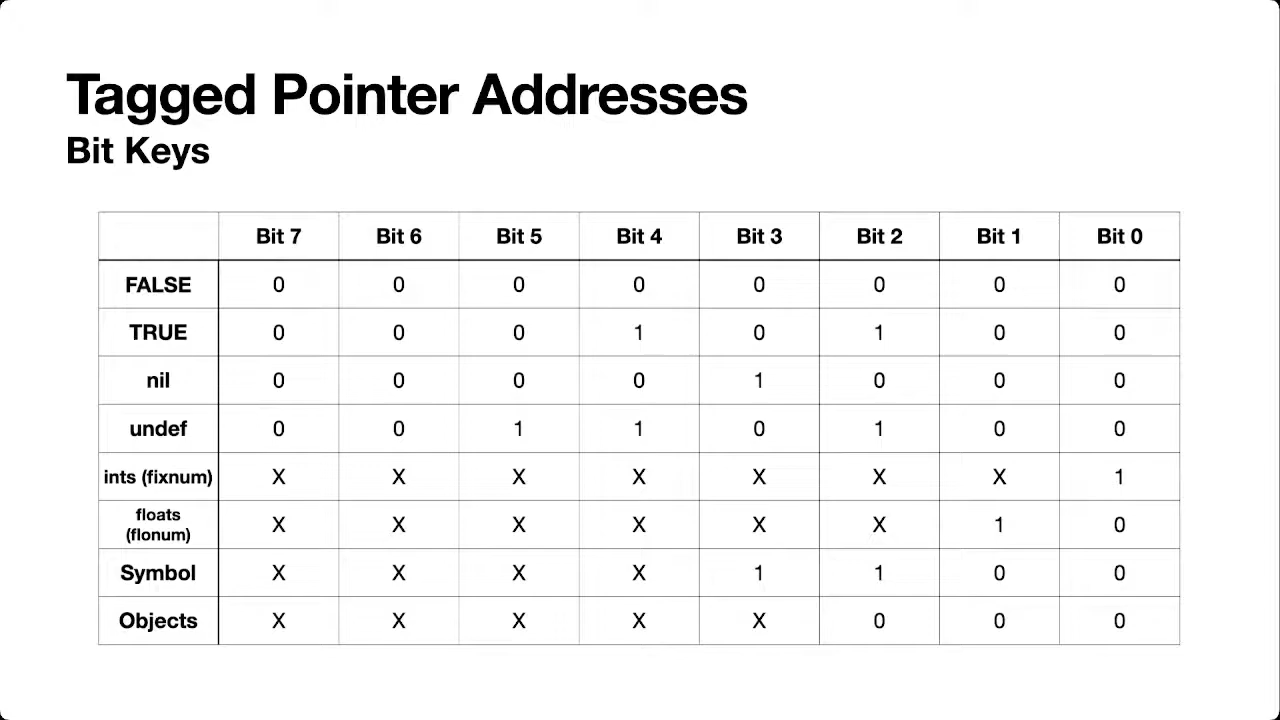 Tagged Pointer Addresses
Bit Keys
Bit 7 Bit 6 Bit 5 Bit 4 Bit 3 Bit 2 Bit 1 Bit 0
FALSE 0 0 0 0 0 0 0 0
TRUE 0 0 0 1 0 1 0 0
nil 0 0 0 0 1 0 0 0
undef 0 0 1 1 0 1 0 0
ints (fixnum) X X X X X X X 1
floats
(flonum) X X X X X X 1 0
Symbol X X X X 1 1 0 0
Objects X X X X X 0 0 0